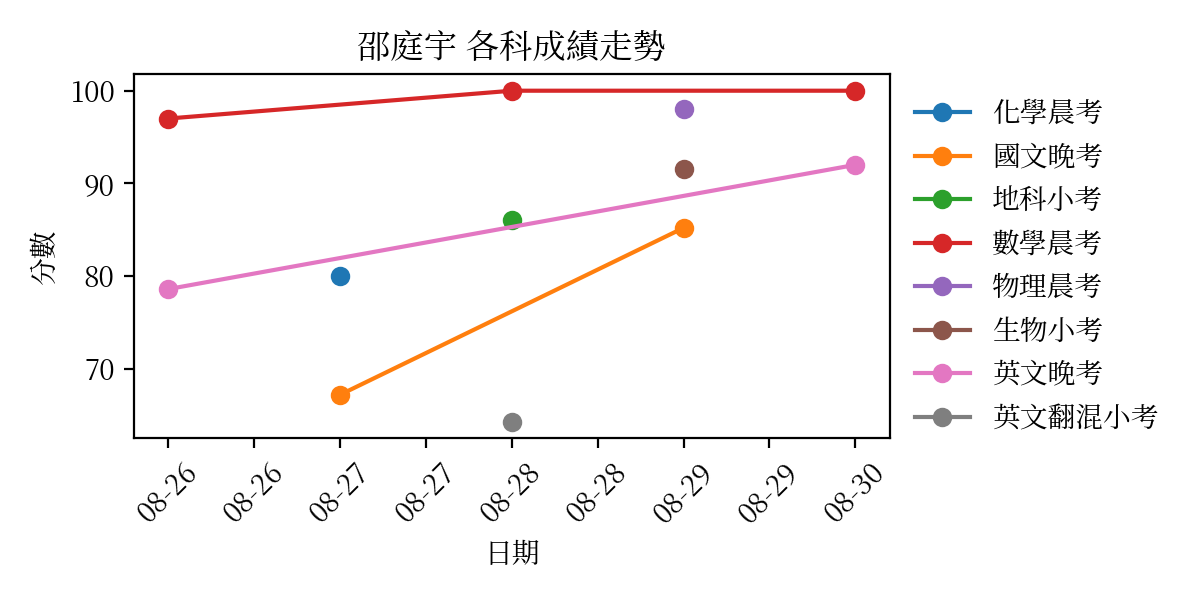 邵庭宇 各科成績走勢
100
90
80
70
分數
08-26
08-26
08-27
08-27
08-28
08-28
08-29
08-29
08-30
日期
化學晨考
國文晚考
地科小考
數學晨考
物理晨考
生物小考
英文晚考
英文翻混小考